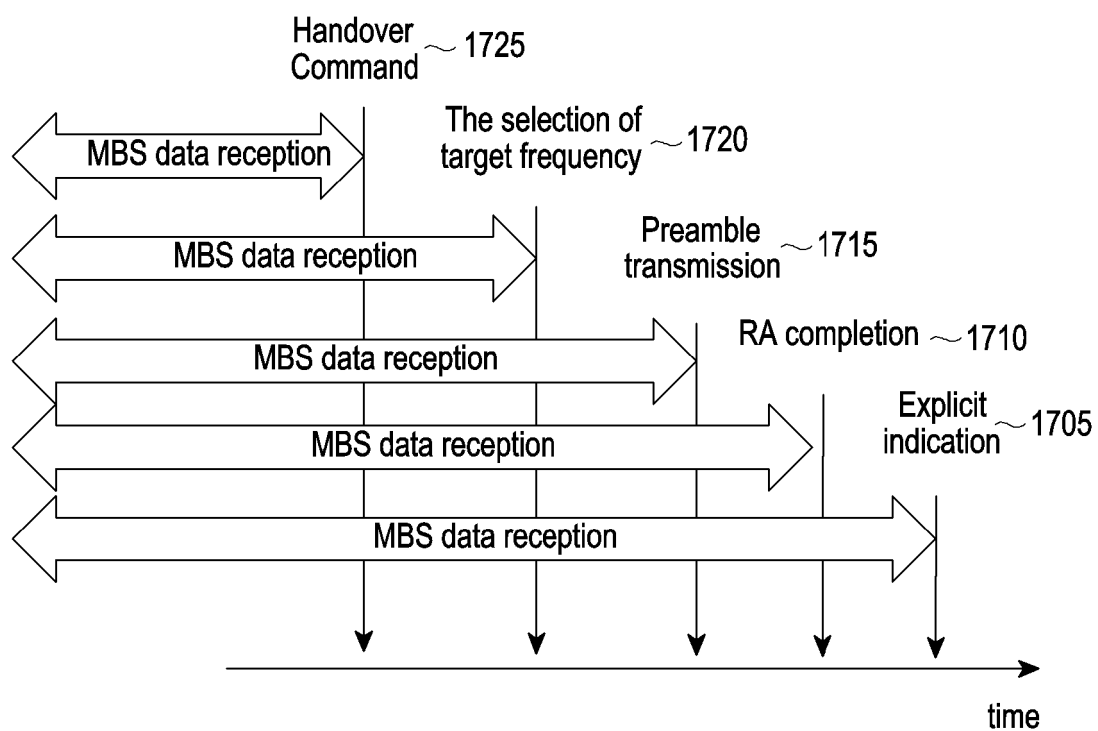 Handover
Command
1725
The selection of
target frequency
1720
MBS data reception
Preamble
transmission
1715
MBS data reception
RA completion
1710
MBS data reception
Explicit
indication
1705
MBS data reception
MBS data reception
time